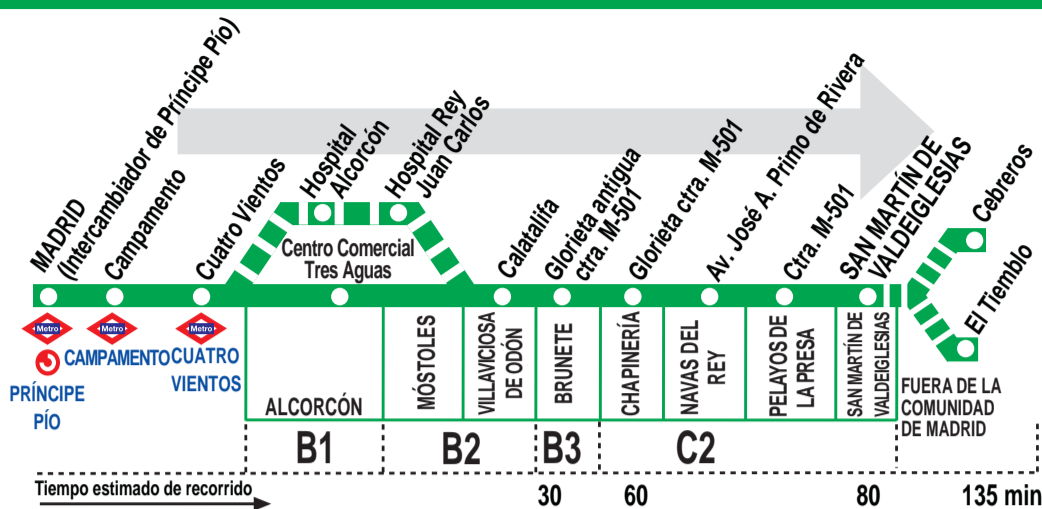 MADRID
(Intercambiador de Príncipe Pío)
Campamento
Cuatro Vientos
Hospital
Alcorcón
Hospital Rey
Juan Carlos
Centro Comercial
Tres Aguas
Calatalifa
Glorieta antigua
ctra. M-501
Glorieta ctra. M-501
Av. José A. Primo de Rivera
Ctra. M-501
SAN MARTÍN DE
VALDEIGLESIAS
Cebreros
El Tiemblo
Metro
Metro
Metro
PRÍNCIPE
PÍO
CAMPAMENTO
CUATRO
VIENTOS
ALCORCÓN
MÓSTOLES
VILLAVICIOSA
DE ODÓN
BRUNETE
CHAPINERÍA
NAVAS DEL
REY
PELAYOS DE
LA PRESA
SAN MARTÍN DE
VALDEIGLESIAS
FUERA DE LA
COMUNIDAD
DE MADRID
B1
B2
B3
C2
Tiempo estimado de recorrido
30
60
80
135 min